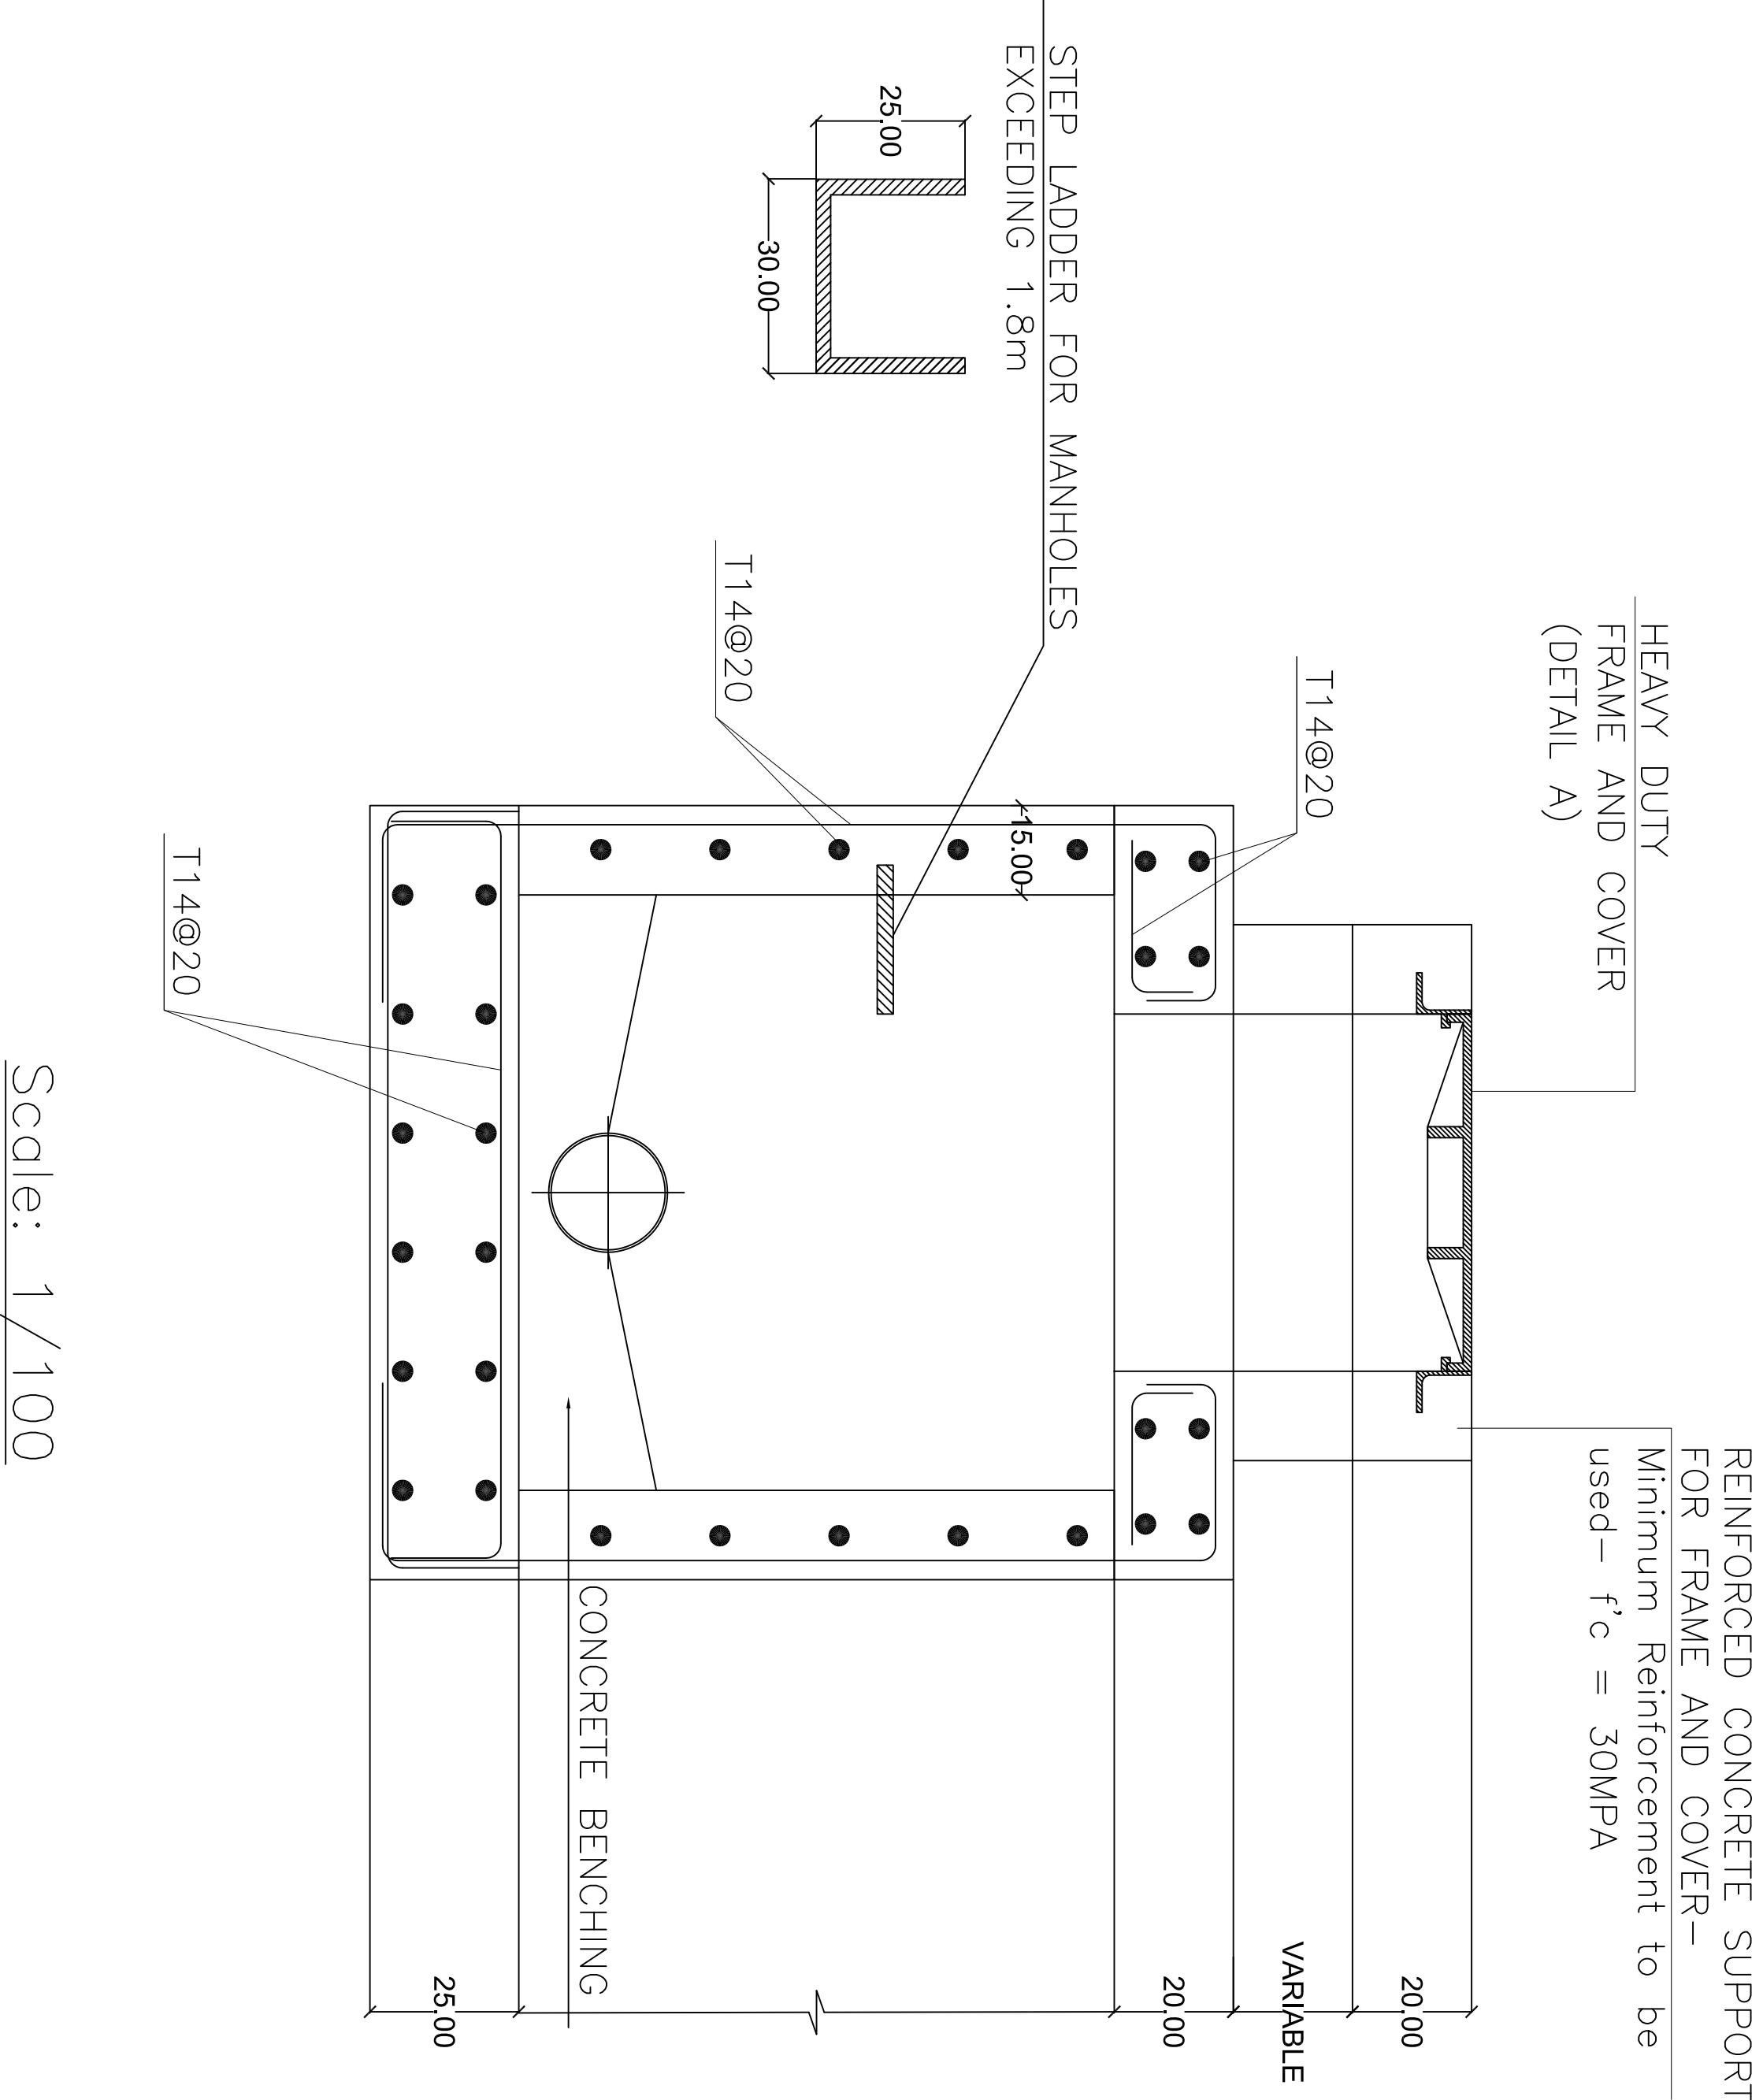 REINFORCED CONCRETE SUPPORT
FOR FRAME AND COVER-
Minimum Reinforcement to be
used- f'c = 30MPA
HEAVY DUTY
FRAME AND COVER
(DETAIL A)
20.00
VARIABLE
20.00
T14@20
STEP LADDER FOR MANHOLES
EXCEEDING 1.8m
15.00
25.00
30.00
T14@20
CONCRETE BENCHING
25.00
T14@20
Scale: 1/100